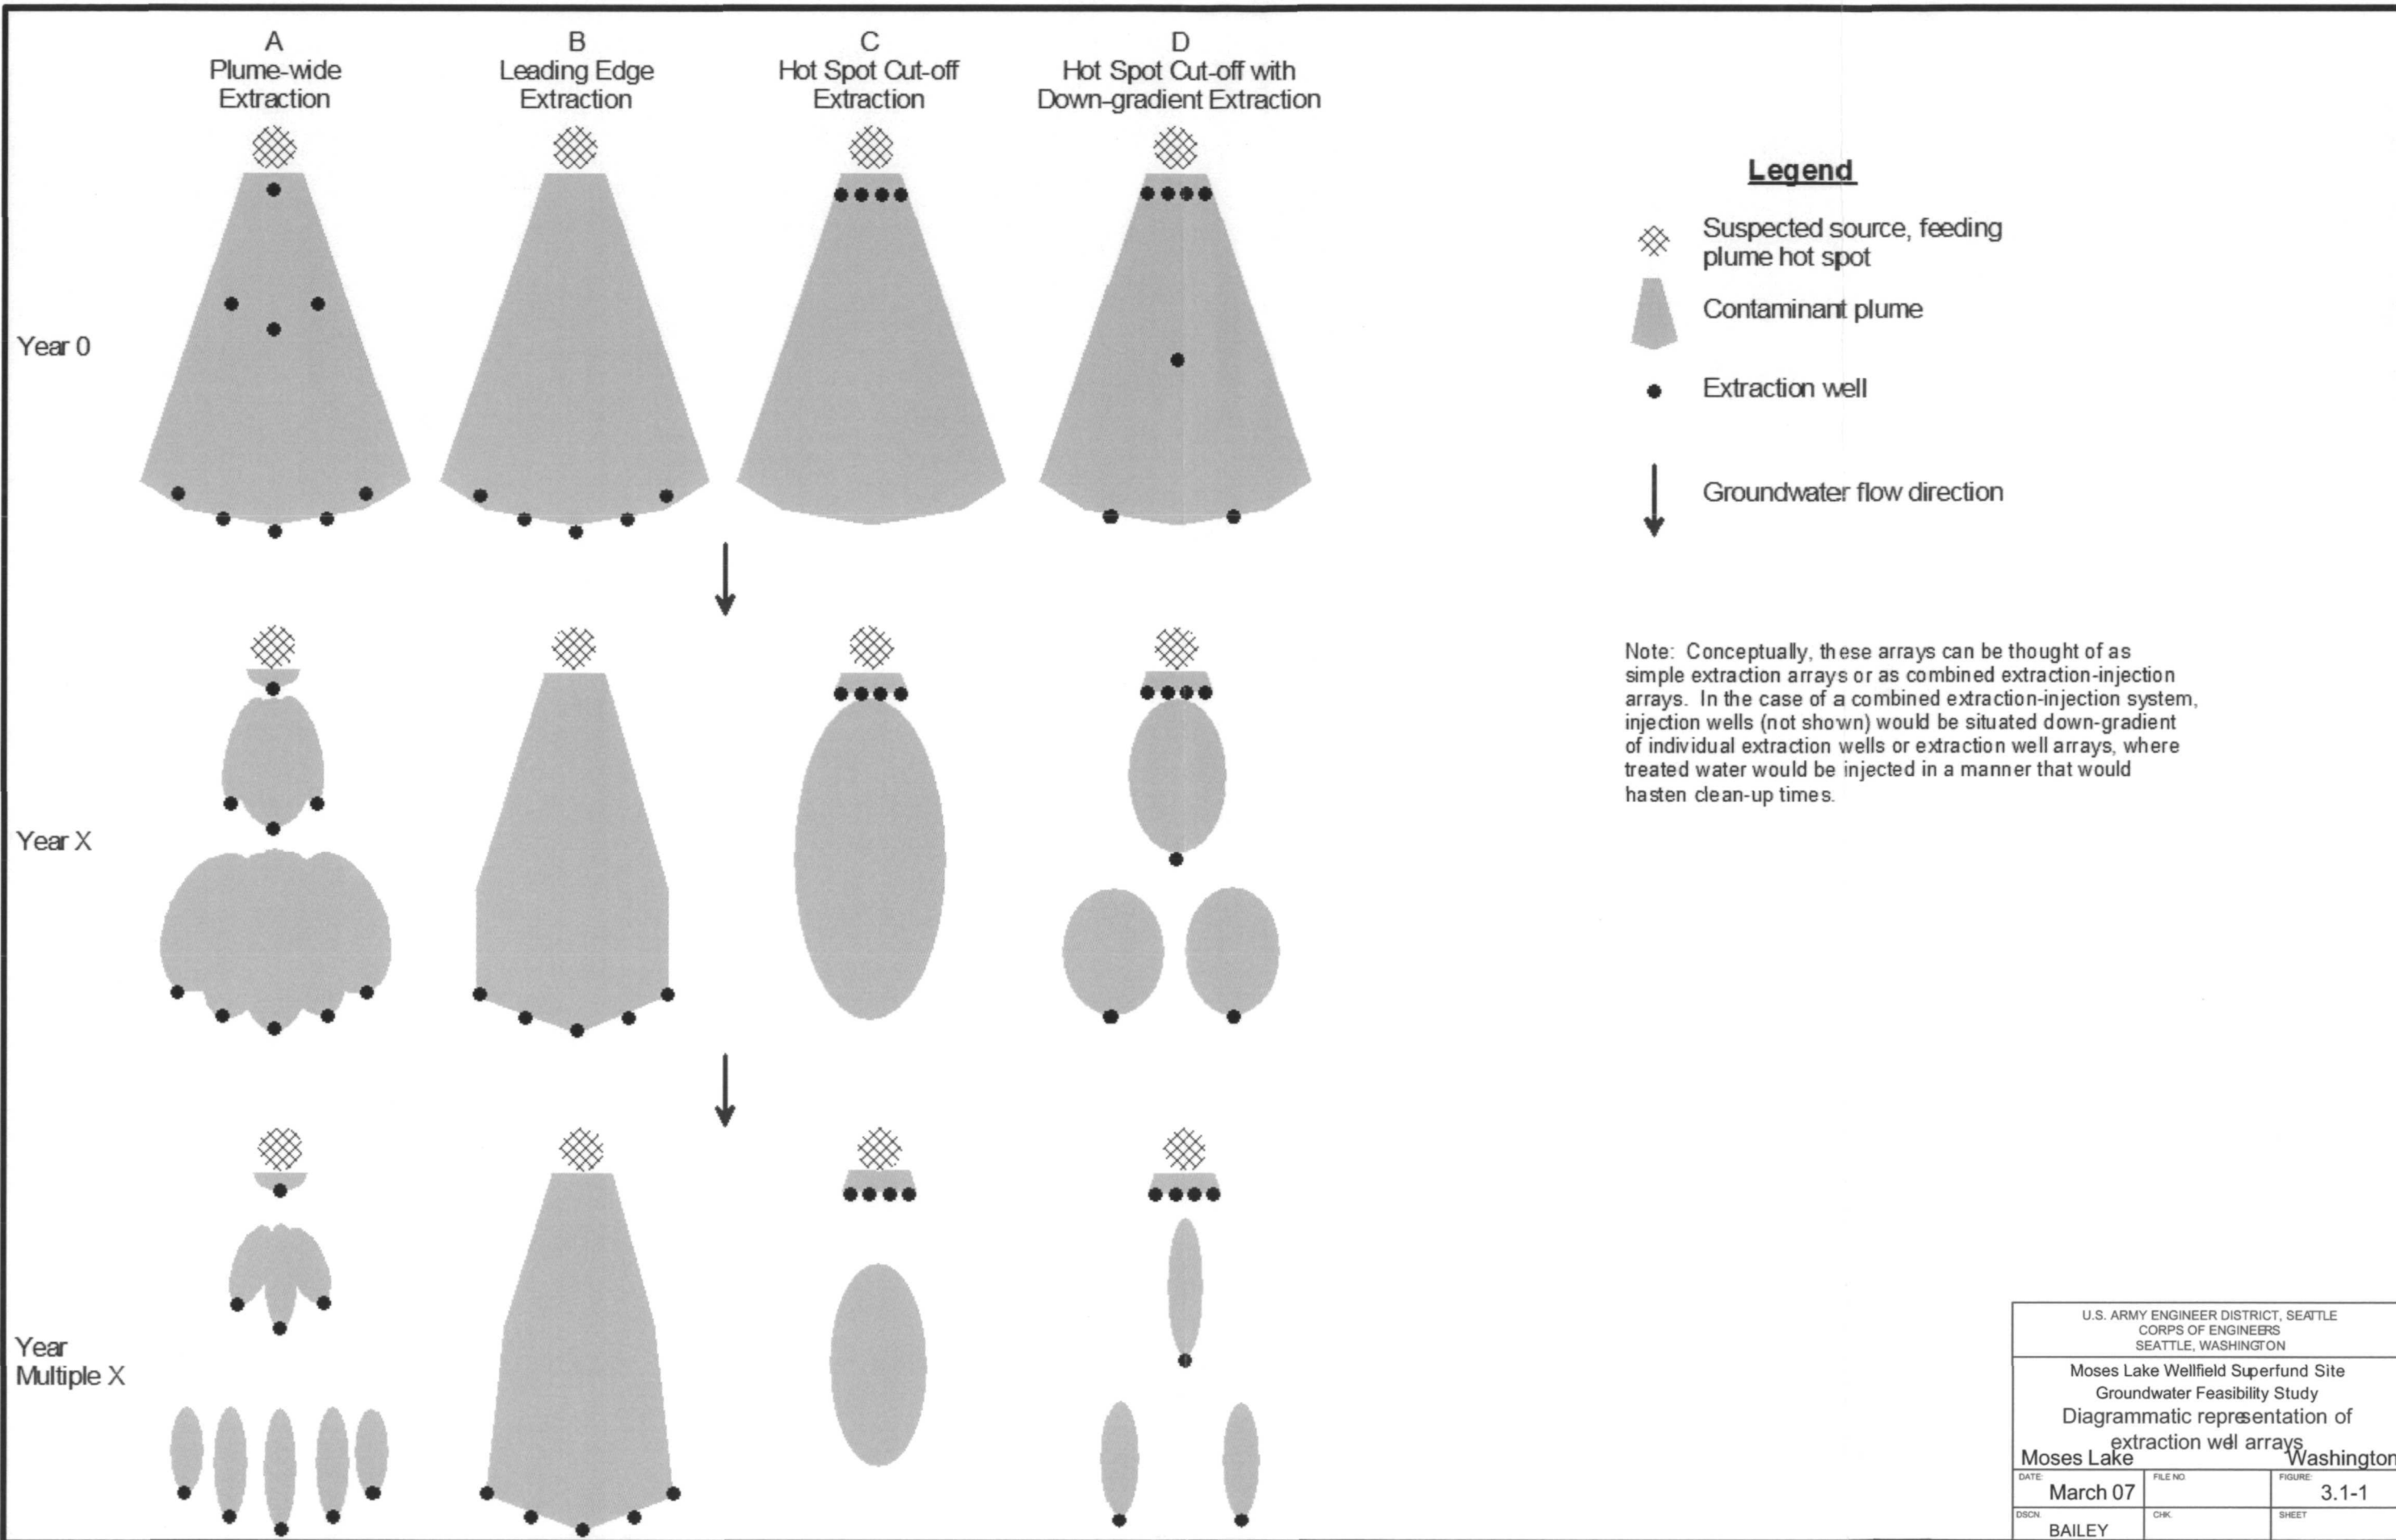 A
Plume-wide
Extraction
B
Leading Edge
Extraction
C
Hot Spot Cut-off
Extraction
D
Hot Spot Cut-off with
Down-gradient Extraction
Year 0
Year X
Year
Multiple X
Legend
Suspected source, feeding
plume hot spot
Contaminant plume
Extraction well
Groundwater flow direction
Note: Conceptually, these arrays can be thought of as
simple extraction arrays or as combined extraction-injection
arrays. In the case of a combined extraction-injection system,
injection wells (not shown) would be situated down-gradient
of individual extraction wells or extraction well arrays, where
treated water would be injected in a manner that would
hasten clean-up times.
U.S. ARMY ENGINEER DISTRICT, SEATTLE
CORPS OF ENGINEERS
SEATTLE, WASHINGTON
Moses Lake Wellfield Superfund Site
Groundwater Feasibility Study
Diagrammatic representation of
extraction well arrays
Moses Lake Washington
DATE: March 07
FILE NO.
FIGURE: 3.1-1
DSCN. BAILEY
CHK.
SHEET